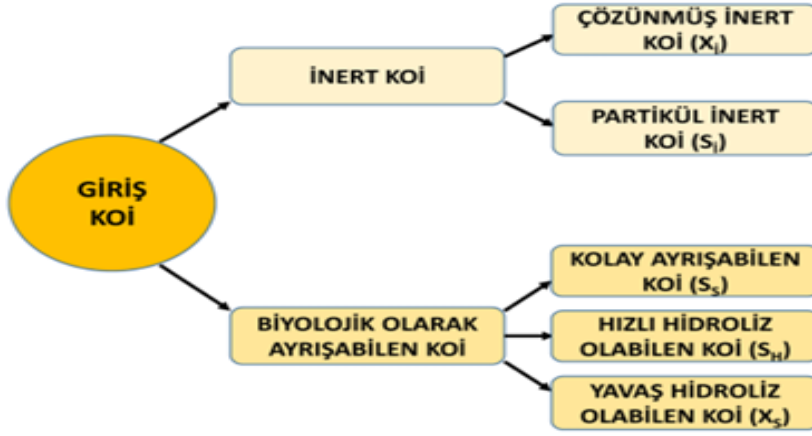 GİRİŞ
KOİ
İNERT KOİ
ÇÖZÜNMÜŞ İNERT
KOİ (Xİ)
PARTİKÜL İNERT
KOİ (Sİ)
BİYOLOJİK OLARAK
AYRIŞABİLEN KOİ
KOLAY AYRIŞABİLEN
KOİ (SS)
HIZLI HİDROLİZ
OLABİLEN KOİ (SH)
YAVAŞ HİDROLİZ
OLABİLEN KOİ (XS)